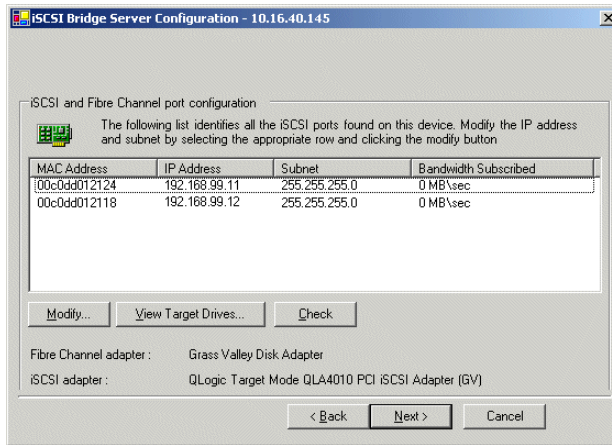 iSCSI Bridge Server Configuration - 10.16.40.145
iSCSI and Fibre Channel port configuration
The following list identifies all the iSCSI ports found on this device. Modify the IP address
and subnet by selecting the appropriate row and clicking the modify button
MAC Address IP Address Subnet Bandwidth Subscribed
00c0dd012124 192.168.99.11 255.255.255.0 0 MB\sec
00c0dd012118 192.168.99.12 255.255.255.0 0 MB\sec
Modify... View Target Drives... Check
Fibre Channel adapter : Grass Valley Disk Adapter
iSCSI adapter : QLogic Target Mode QLA4010 PCI iSCSI Adapter (GV)
< Back Next > Cancel